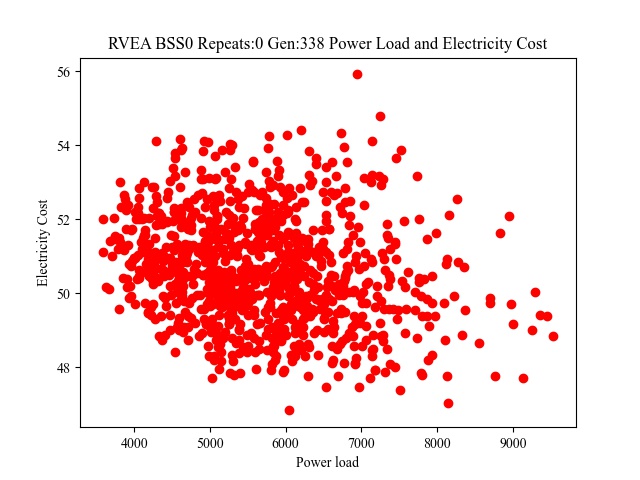 RVEA BSS0 Repeats:0 Gen:338 Power Load and Electricity Cost
56
54
52
50
48
Electricity Cost
4000 5000 6000 7000 8000 9000
Power load